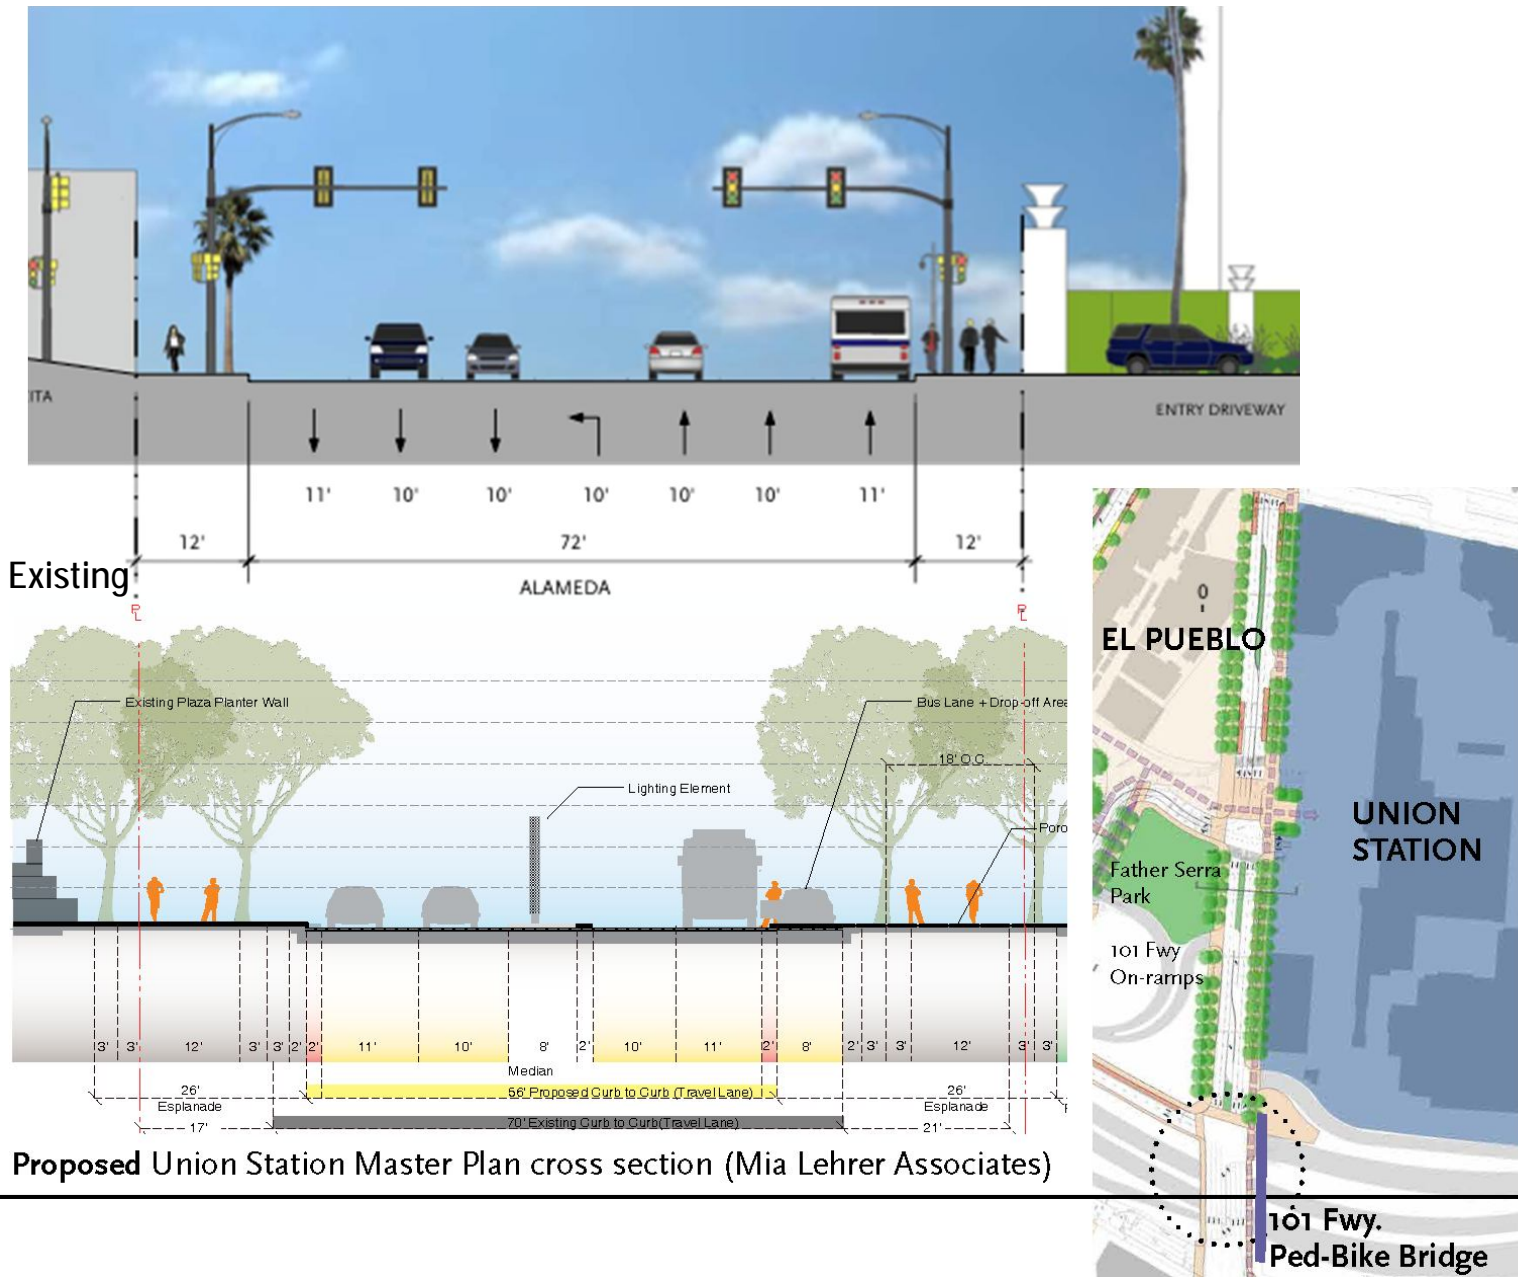 ITA
ENTRY DRIVEWAY
11' 10' 10' 10' 10' 10' 11'
12' 72' 12'
Existing
ALAMEDA
PL PL
Existing Plaza Planter Wall
Bus Lane + Drop-off Area
18' O.C.
Lighting Element
Poro
3' 3' 12' 3' 3' 2' 2' 11' 10' 8' 2' 10' 11' 2' 8' 2' 3' 3' 12' 3' 3'
Median
26' 56' Proposed Curb to Curb (Travel Lane) 26'
Esplanade Esplanade
17' 70' Existing Curb to Curb(Travel Lane) 21'
Proposed Union Station Master Plan cross section (Mia Lehrer Associates)
EL PUEBLO
UNION
STATION
Father Serra
Park
101 Fwy
On-ramps
101 Fwy.
Ped-Bike Bridge